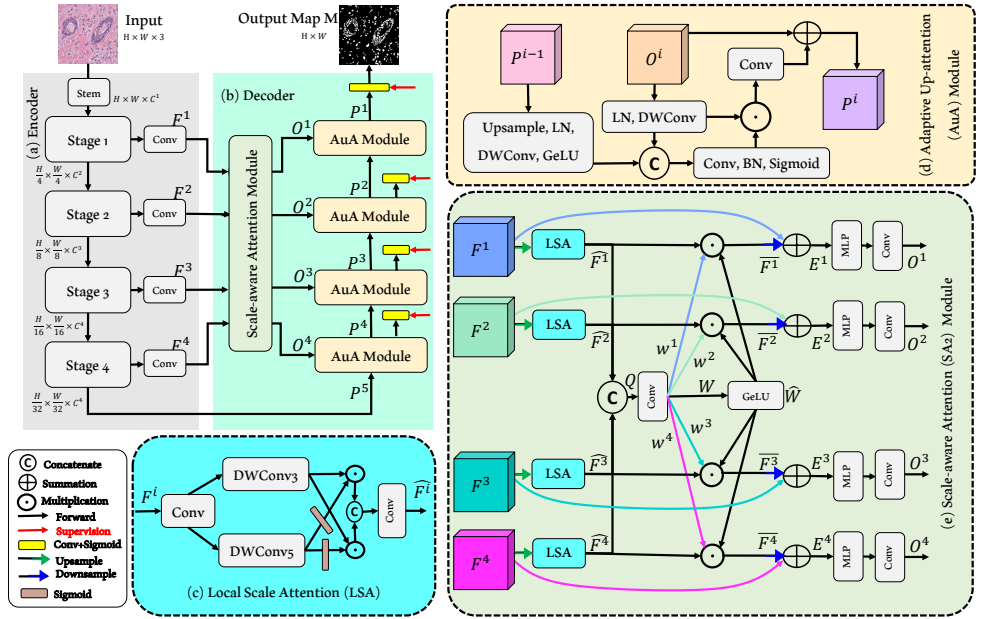 Input
H × W × 3
Output Map M
H × W
(a) Encoder
Stem
H × W × C¹
Stage 1
Conv
F¹
H/4 × W/4 × C²
Stage 2
Conv
F²
H/8 × W/8 × C³
Stage 3
Conv
F³
H/16 × W/16 × C⁴
Stage 4
Conv
F⁴
H/32 × W/32 × C⁴
(b) Decoder
Scale-aware Attention Module
O¹
P¹
AuA Module
O²
P²
AuA Module
O³
P³
AuA Module
O⁴
P⁴
AuA Module
P⁵
C Concatenate
Summation
Multiplication
Forward
Supervision
Conv+Sigmoid
Upsample
Downsample
Sigmoid
Fⁱ
Conv
DWConv3
DWConv5
C
Conv
F̂ⁱ
(c) Local Scale Attention (LSA)
Pⁱ⁻¹
Oⁱ
Conv
Pⁱ
Upsample, LN,
DWConv, GeLU
LN, DWConv
C
Conv, BN, Sigmoid
(d) Adaptive Up-attention
(AuA) Module
F¹
LSA
F̂¹
F̅¹
E¹
MLP
Conv
O¹
F²
LSA
F̂²
F̅²
E²
MLP
Conv
O²
w¹
w²
C
Q
Conv
W
GeLU
Ŵ
w³
w⁴
F³
LSA
F̂³
F̅³
E³
MLP
Conv
O³
F⁴
LSA
F̂⁴
F̅⁴
E⁴
MLP
Conv
O⁴
(e) Scale-aware Attention (SA2) Module